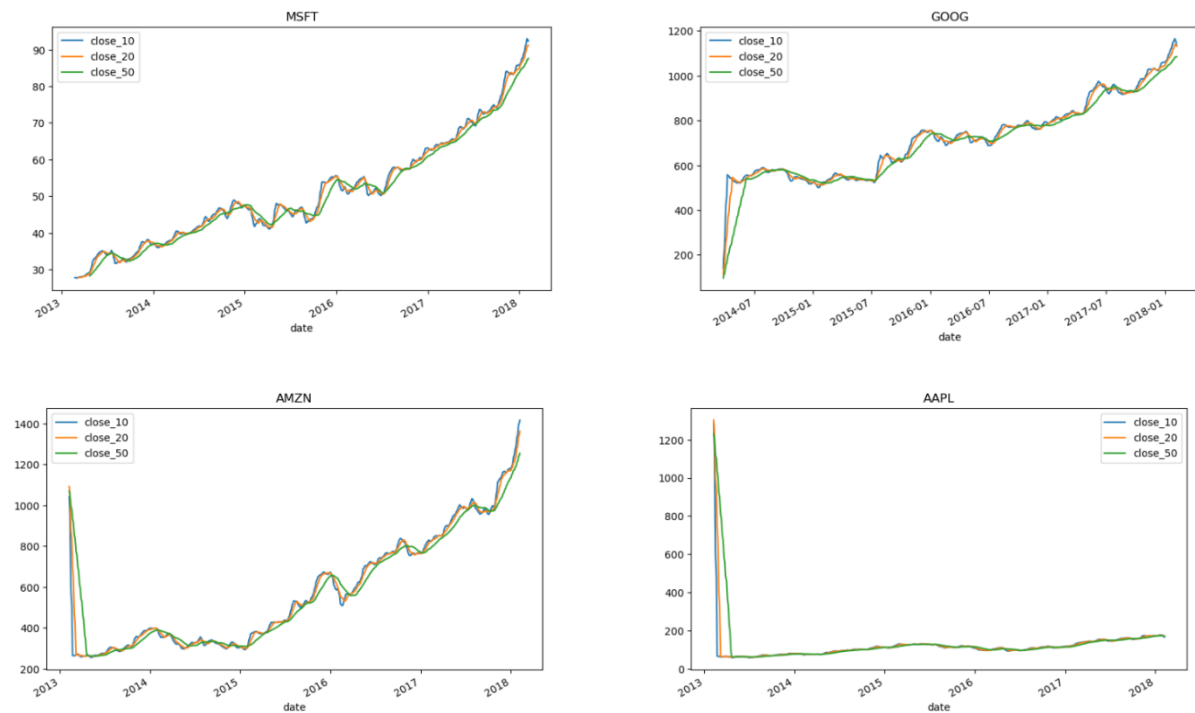 MSFT
close_10
close_20
close_50
90
80
70
60
50
40
30
2013
2014
2015
2016
2017
2018
date
GOOG
close_10
close_20
close_50
1200
1000
800
600
400
200
2014-07
2015-01
2015-07
2016-01
2016-07
2017-01
2017-07
2018-01
date
AMZN
close_10
close_20
close_50
1400
1200
1000
800
600
400
200
2013
2014
2015
2016
2017
2018
date
AAPL
close_10
close_20
close_50
1200
1000
800
600
400
200
0
2013
2014
2015
2016
2017
2018
date